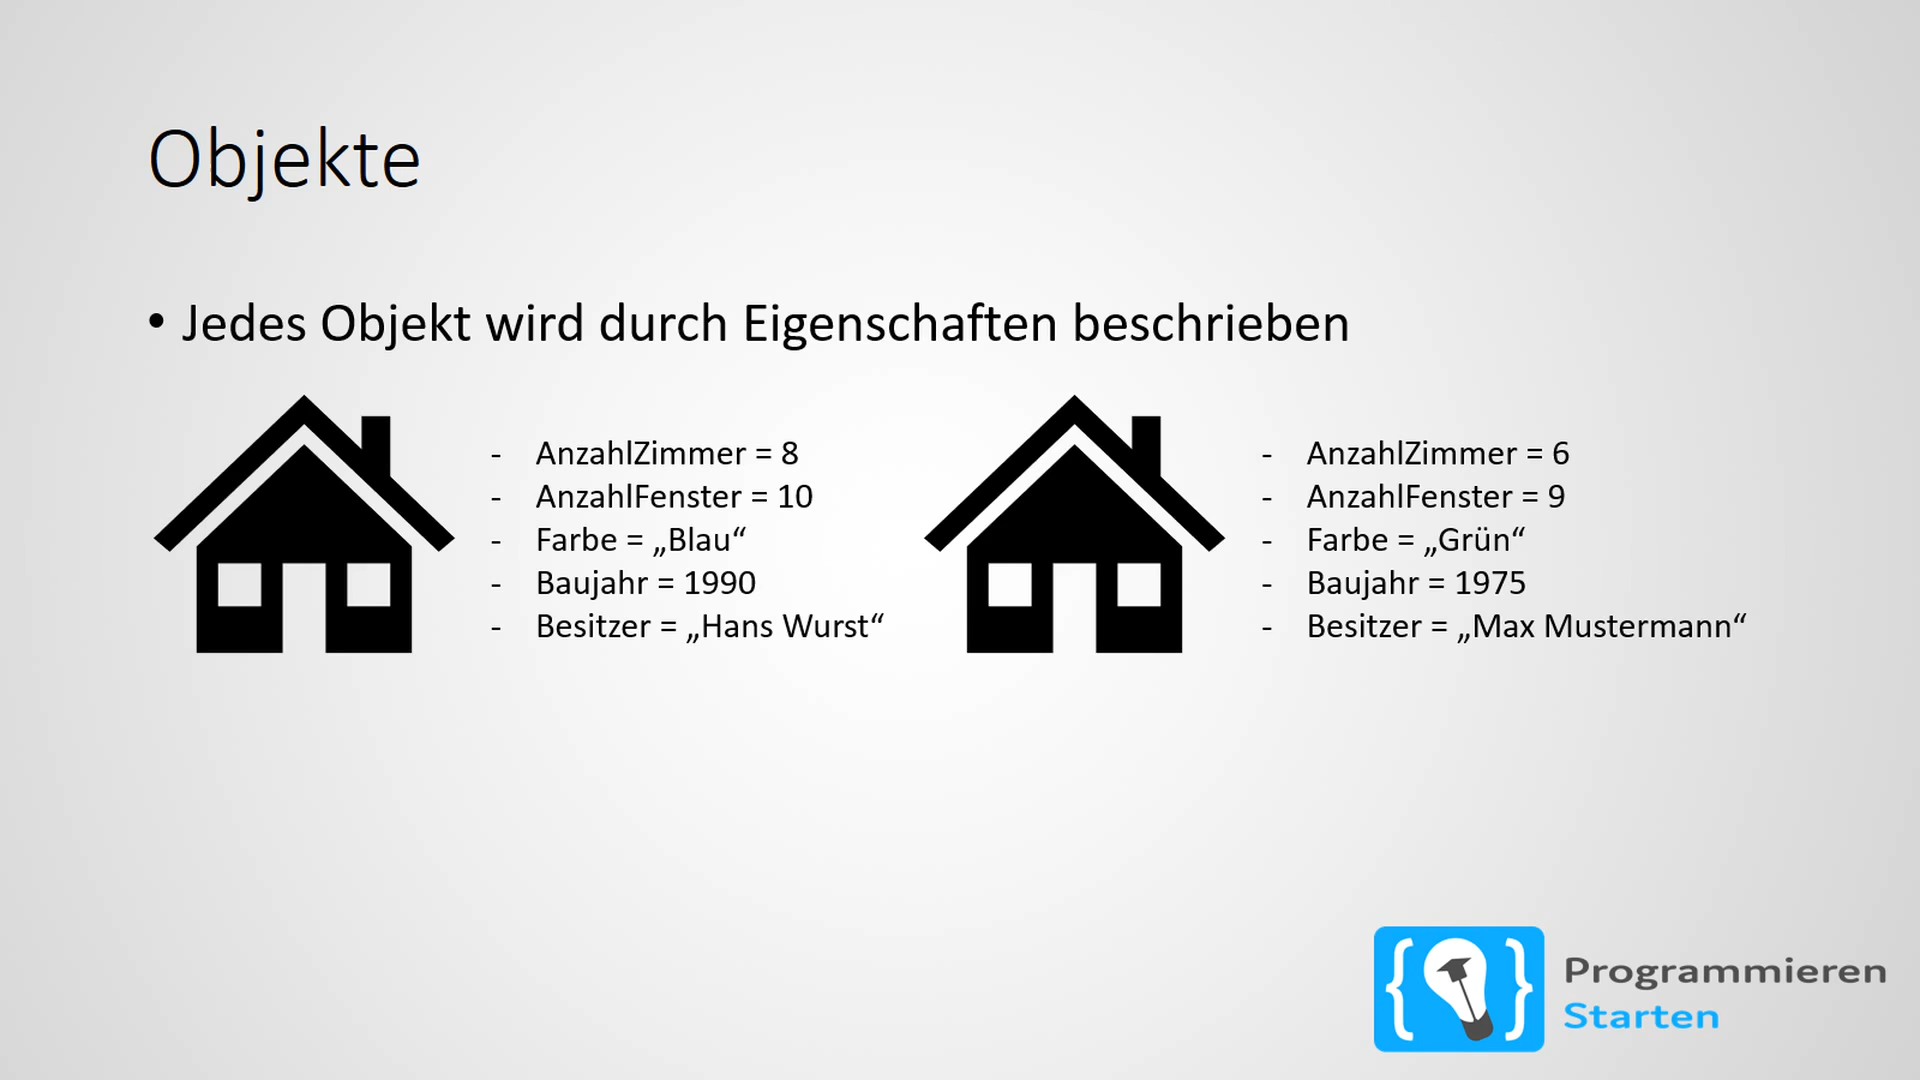 Objekte
• Jedes Objekt wird durch Eigenschaften beschrieben
- AnzahlZimmer = 8
- AnzahlFenster = 10
- Farbe = „Blau“
- Baujahr = 1990
- Besitzer = „Hans Wurst“
- AnzahlZimmer = 6
- AnzahlFenster = 9
- Farbe = „Grün“
- Baujahr = 1975
- Besitzer = „Max Mustermann“
{ }
Programmieren
Starten